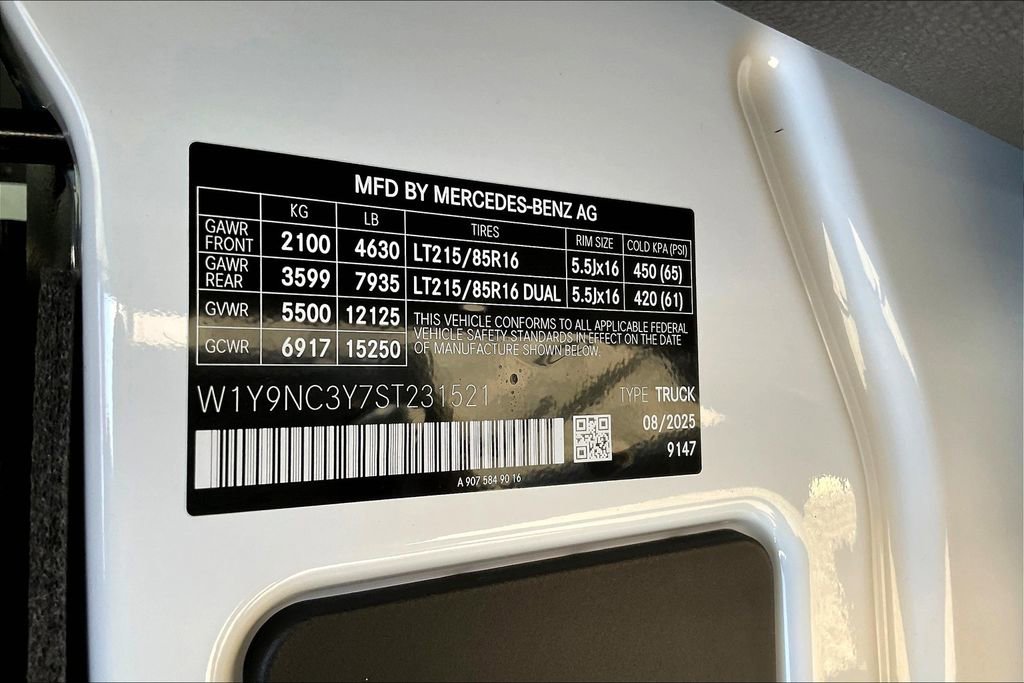 MFD BY MERCEDES-BENZ AG
KG LB TIRES RIM SIZE COLD KPA (PSI)
GAWR FRONT 2100 4630 LT215/85R16 5.5Jx16 450 (65)
GAWR REAR 3599 7935 LT215/85R16 DUAL 5.5Jx16 420 (61)
GVWR 5500 12125
GCWR 6917 15250
THIS VEHICLE CONFORMS TO ALL APPLICABLE FEDERAL
VEHICLE SAFETY STANDARDS IN EFFECT ON THE DATE
OF MANUFACTURE SHOWN BELOW.
W1Y9NC3Y7ST231521 TYPE TRUCK
08/2025
9147
A 907 584 90 16